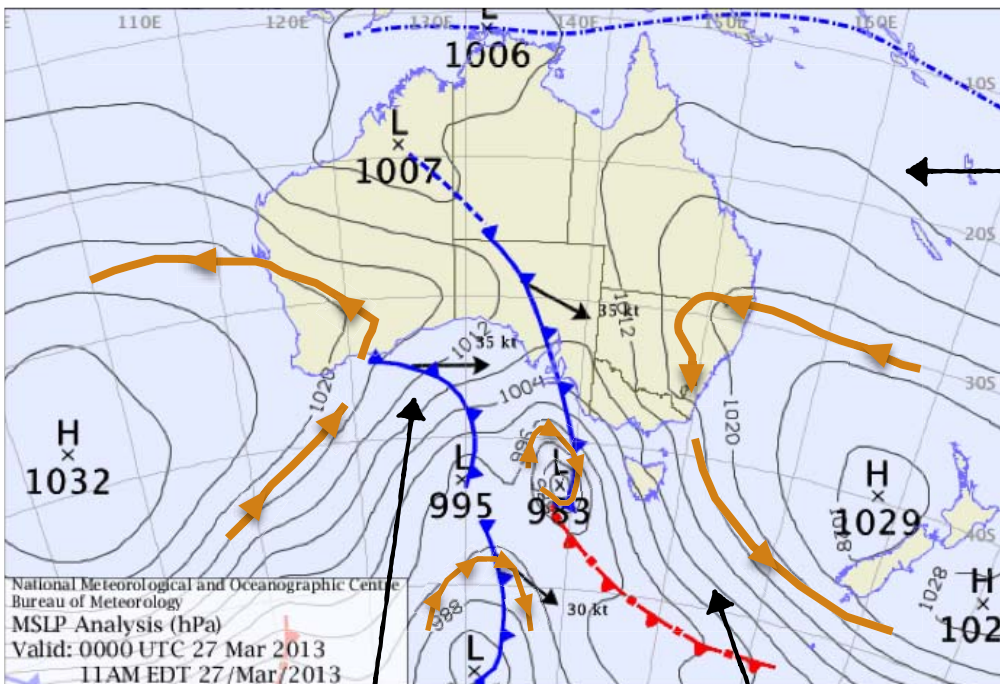 110E 120E 130E 140E 150E 160E
L
1006
10S
L
1007
20S
35 kt
1012
1012
35 kt
1004
30S
1020
1020
H
1032
L
995
L
H
1029
1028
40S
National Meteorological and Oceanographic Centre
Bureau of Meteorology
MSLP Analysis (hPa)
Valid: 0000 UTC 27 Mar 2013
11AM EDT 27/Mar/2013
988
30 kt
L
1028
H
102